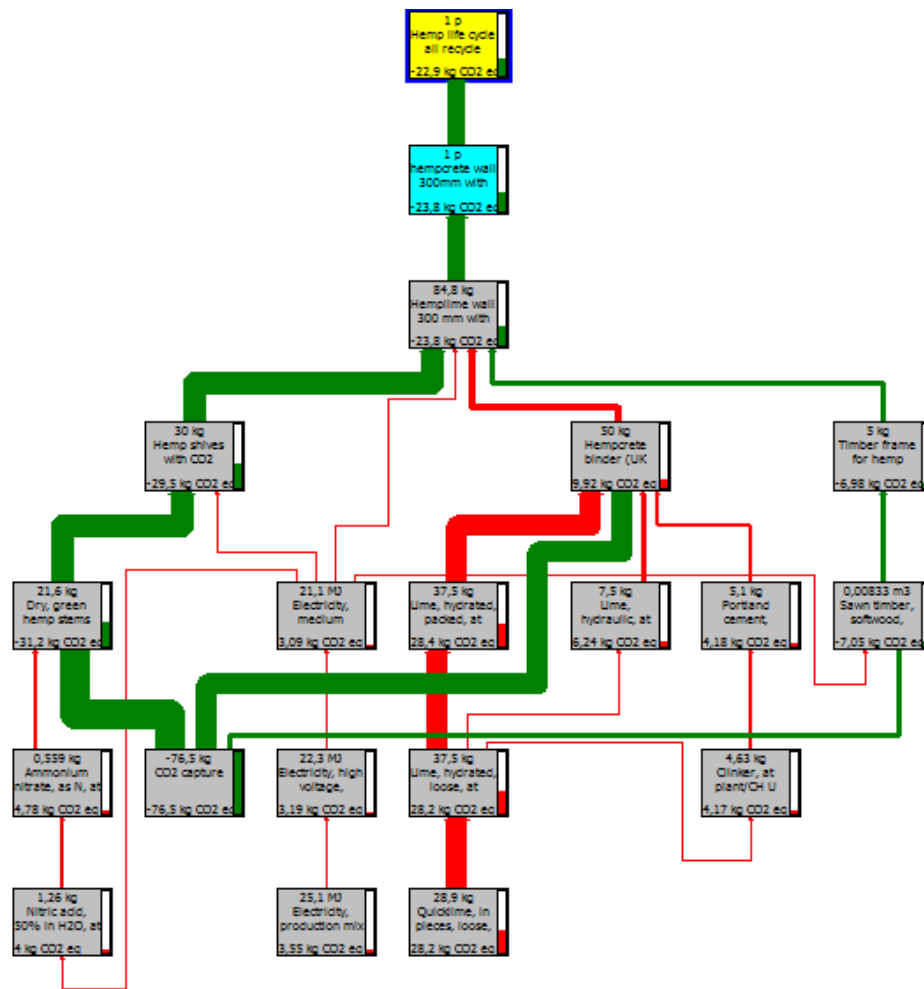 1 p
Hemp life cycle
all recycle
-22,9 kg CO2 eq
1 p
hempcrete wall
300mm with
-23,8 kg CO2 eq
84,8 kg
Hemplime wall
300 mm with
-23,8 kg CO2 eq
30 kg
Hemp shives
with CO2
-29,5 kg CO2 eq
50 kg
Hempcrete
binder (UK
9,92 kg CO2 eq
5 kg
Timber frame
for hemp
-6,98 kg CO2 eq
21,6 kg
Dry, green
hemp stems
-31,2 kg CO2 eq
21,1 MJ
Electricity,
medium
3,09 kg CO2 eq
37,5 kg
Lime, hydrated,
packed, at
28,4 kg CO2 eq
7,5 kg
Lime,
hydraulic, at
6,24 kg CO2 eq
5,1 kg
Portland
cement,
4,18 kg CO2 eq
0,00833 m3
Sawn timber,
softwood,
-7,05 kg CO2 eq
0,559 kg
Ammonium
nitrate, as N, at
4,78 kg CO2 eq
-76,5 kg
CO2 capture
-76,5 kg CO2 eq
22,3 MJ
Electricity, high
voltage,
3,19 kg CO2 eq
37,5 kg
Lime, hydrated,
loose, at
28,2 kg CO2 eq
4,63 kg
Clinker, at
plant/CH U
4,17 kg CO2 eq
1,26 kg
Nitric acid,
50% in H2O, at
4 kg CO2 eq
25,1 MJ
Electricity,
production mix
3,55 kg CO2 eq
28,9 kg
Quicklime, in
pieces, loose,
28,2 kg CO2 eq